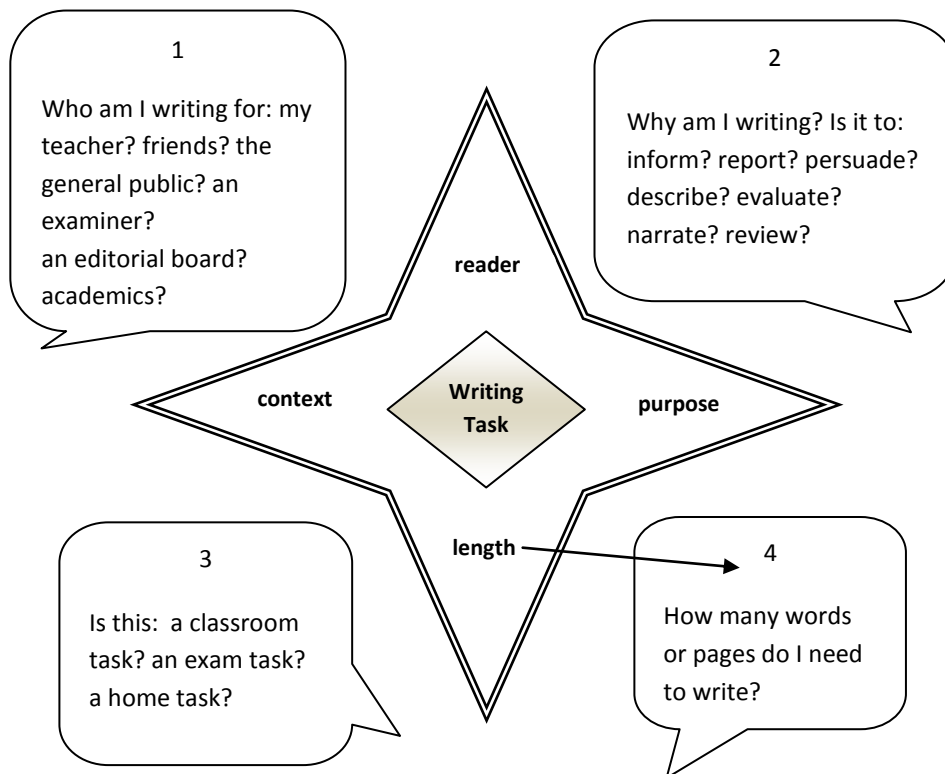 1
Who am I writing for: my
teacher? friends? the
general public? an
examiner?
an editorial board?
academics?
2
Why am I writing? Is it to:
inform? report? persuade?
describe? evaluate?
narrate? review?
reader
context
Writing
Task
purpose
length
3
Is this:  a classroom
task? an exam task?
a home task?
4
How many words
or pages do I need
to write?